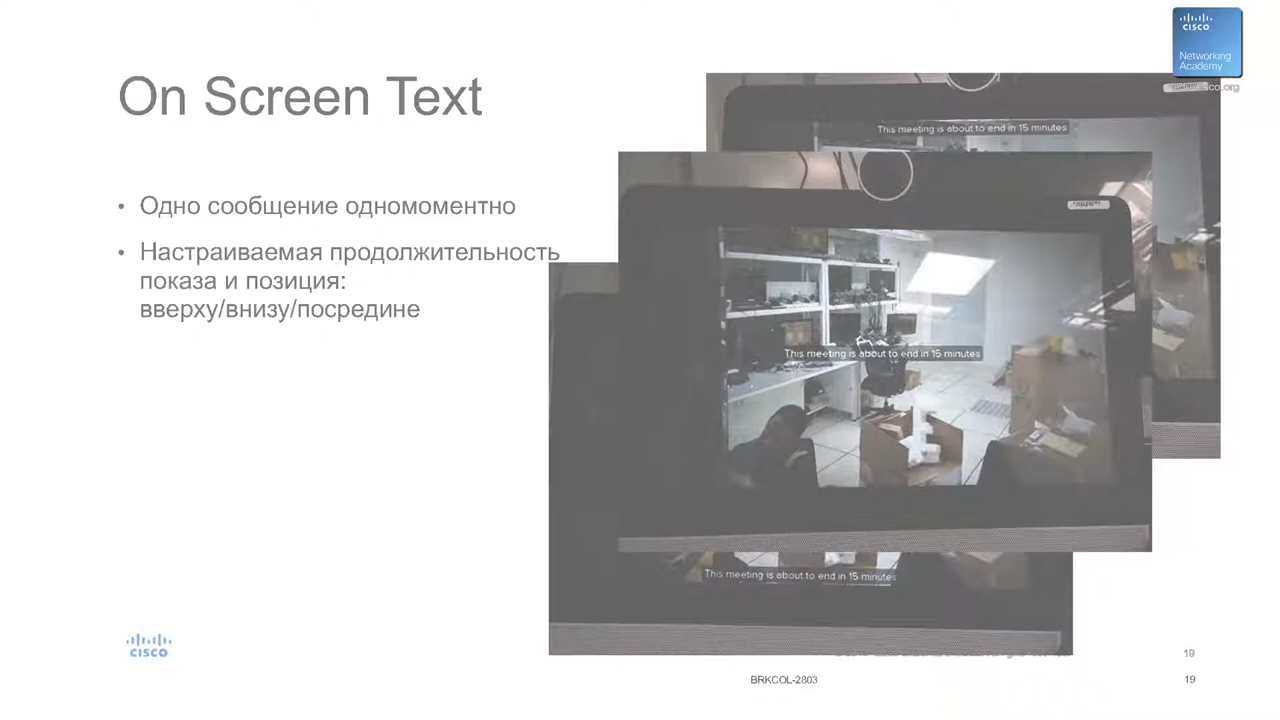 CISCO
Networking
Academy
On Screen Text
This meeting is about to end in 15 minutes
• Одно сообщение одномоментно
• Настраиваемая продолжительность
показа и позиция:
вверху/внизу/посредине
This meeting is about to end in 15 minutes
This meeting is about to end in 15 minutes
CISCO
19
BRKCOL-2803
19